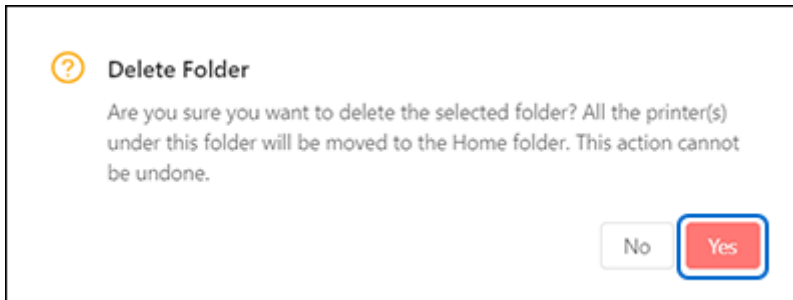 Delete Folder
Are you sure you want to delete the selected folder? All the printer(s)
under this folder will be moved to the Home folder. This action cannot
be undone.
No Yes